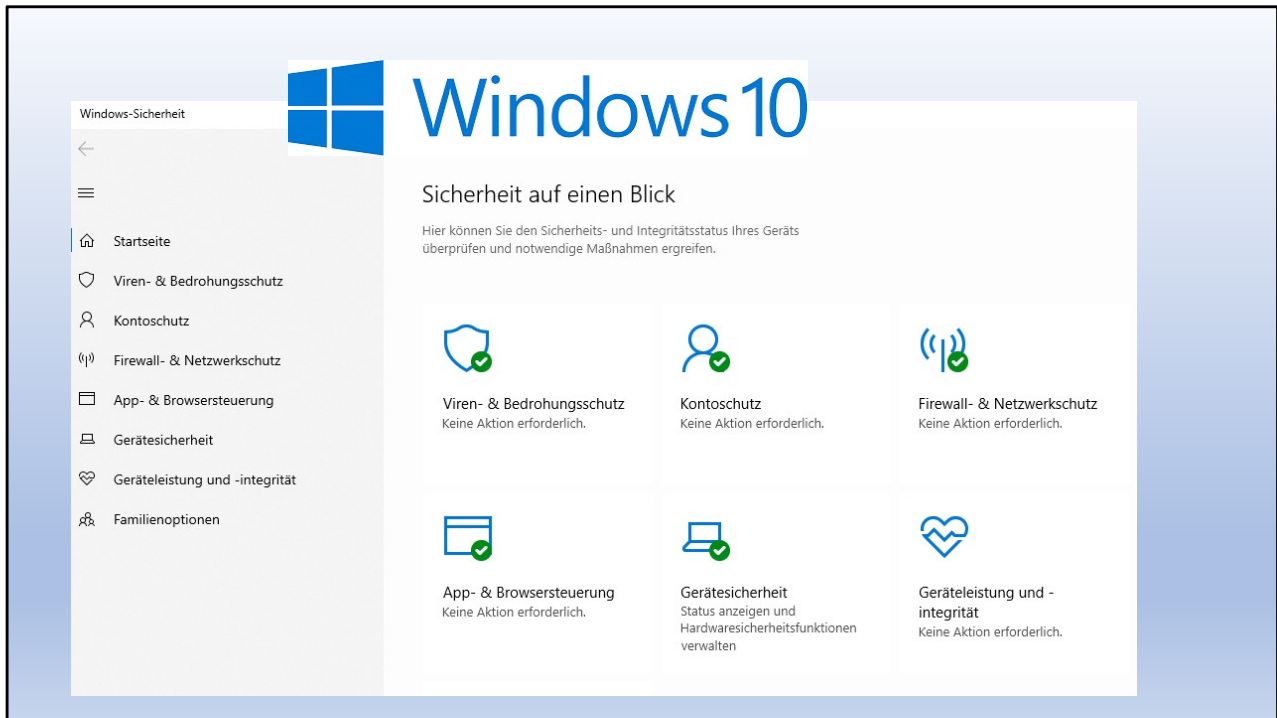 Windows 10
Windows-Sicherheit
Startseite
Viren- & Bedrohungsschutz
Kontoschutz
Firewall- & Netzwerkschutz
App- & Browsersteuerung
Gerätesicherheit
Geräteleistung und -integrität
Familienoptionen
Sicherheit auf einen Blick
Hier können Sie den Sicherheits- und Integritätsstatus Ihres Geräts
überprüfen und notwendige Maßnahmen ergreifen.
Viren- & Bedrohungsschutz
Keine Aktion erforderlich.
Kontoschutz
Keine Aktion erforderlich.
Firewall- & Netzwerkschutz
Keine Aktion erforderlich.
App- & Browsersteuerung
Keine Aktion erforderlich.
Gerätesicherheit
Status anzeigen und
Hardwaresicherheitsfunktionen
verwalten
Geräteleistung und -
integrität
Keine Aktion erforderlich.